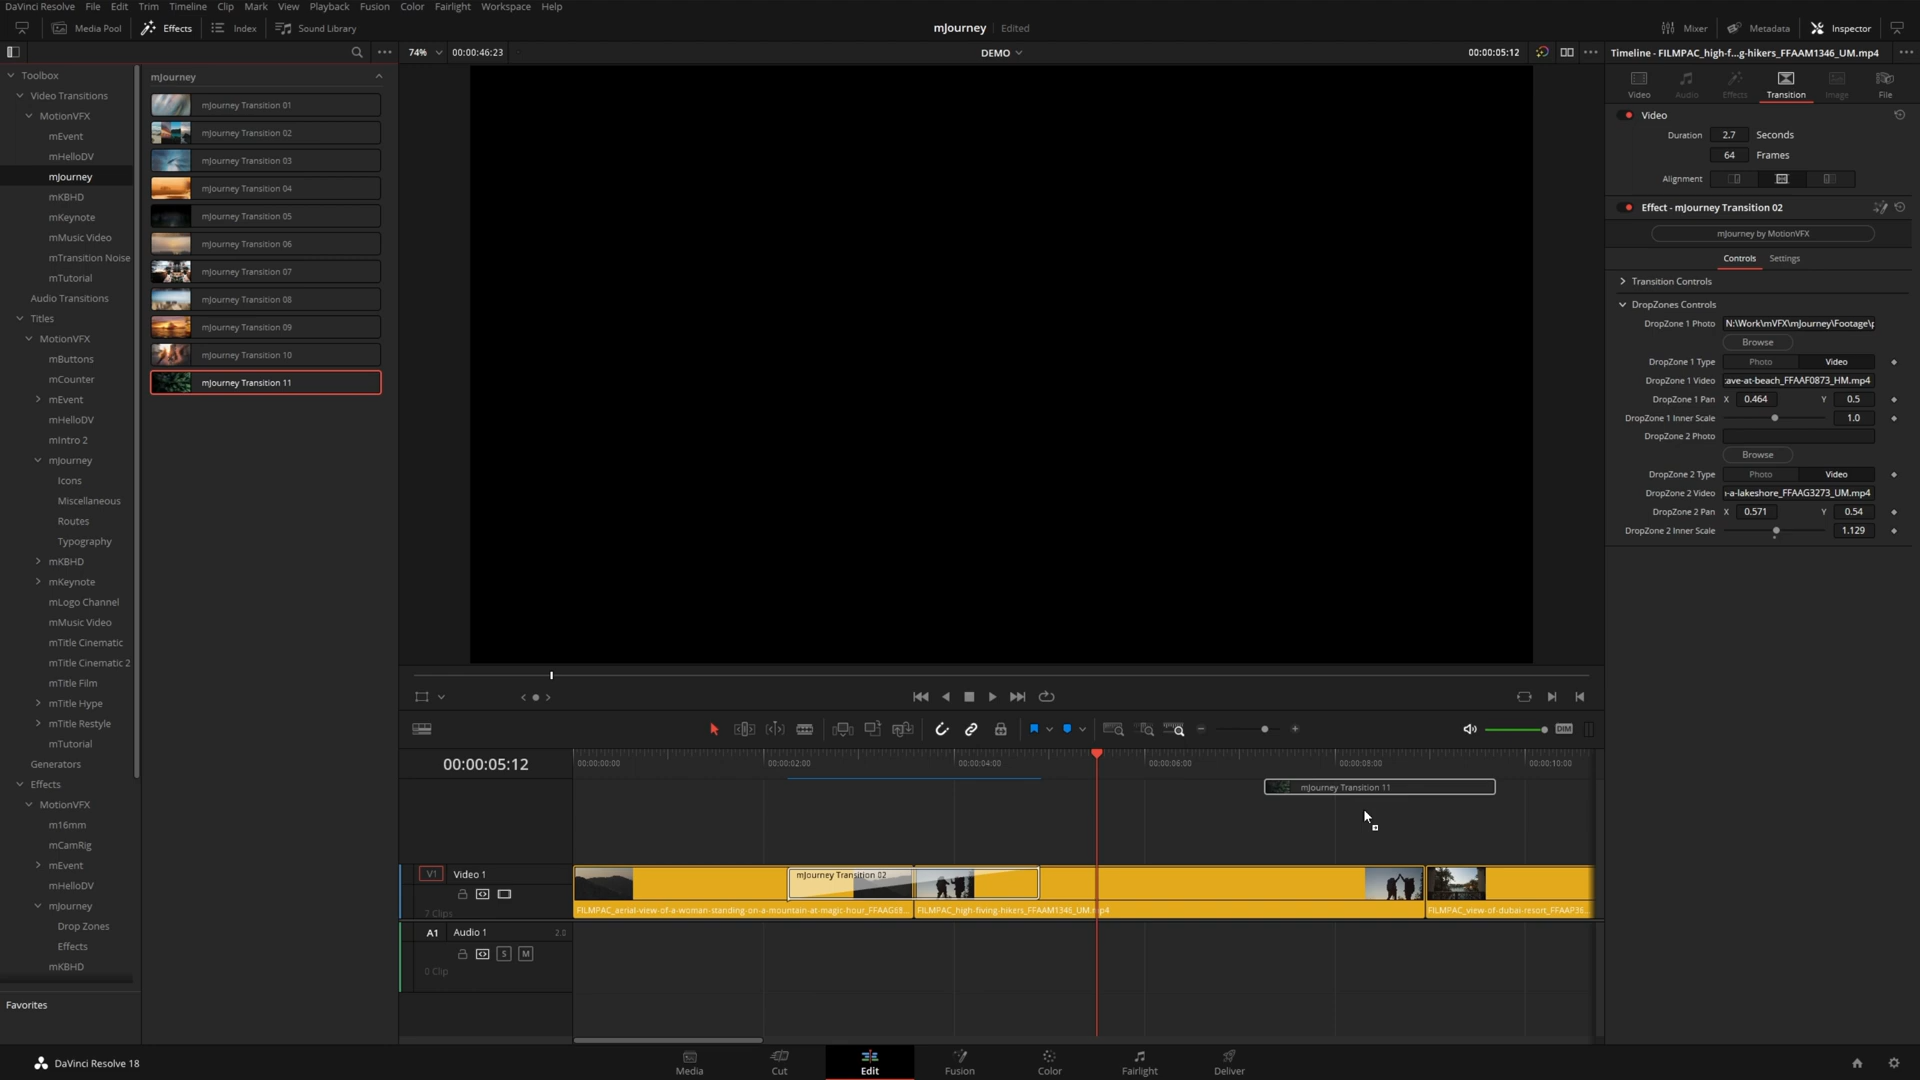 DaVinci Resolve File Edit Trim Timeline Clip Mark View Playback Fusion Color Fairlight Workspace Help
Media Pool Effects Index Sound Library
mJourney Edited
Mixer Metadata Inspector
74% 00:00:46:23
DEMO
00:00:05:12
Timeline - FILMPAC_high-f...g-hikers_FFAAM1346_UM.mp4
Toolbox
Video Transitions
MotionVFX
mEvent
mHelloDV
mJourney
mKBHD
mKeynote
mMusic Video
mTransition Noise
mTutorial
Audio Transitions
Titles
MotionVFX
mButtons
mCounter
mEvent
mHelloDV
mIntro 2
mJourney
Icons
Miscellaneous
Routes
Typography
mKBHD
mKeynote
mLogo Channel
mMusic Video
mTitle Cinematic
mTitle Cinematic 2
mTitle Film
mTitle Hype
mTitle Restyle
mTutorial
Generators
Effects
MotionVFX
m16mm
mCamRig
mEvent
mHelloDV
mJourney
Drop Zones
Effects
mKBHD
Favorites
mJourney
mJourney Transition 01
mJourney Transition 02
mJourney Transition 03
mJourney Transition 04
mJourney Transition 05
mJourney Transition 06
mJourney Transition 07
mJourney Transition 08
mJourney Transition 09
mJourney Transition 10
mJourney Transition 11
Video Audio Effects Transition Image File
Video
Duration 2.7 Seconds
64 Frames
Alignment
Effect - mJourney Transition 02
mJourney by MotionVFX
Controls Settings
Transition Controls
DropZones Controls
DropZone 1 Photo N:\Work\mVFX\mJourney\Footage\p
Browse
DropZone 1 Type Photo Video
DropZone 1 Video ave-at-beach_FFAAF0873_HM.mp4
DropZone 1 Pan X 0.464 Y 0.5
DropZone 1 Inner Scale 1.0
DropZone 2 Photo
Browse
DropZone 2 Type Photo Video
DropZone 2 Video -a-lakeshore_FFAAG3273_UM.mp4
DropZone 2 Pan X 0.571 Y 0.54
DropZone 2 Inner Scale 1.129
DIM
00:00:05:12
00:00:00:00 00:00:02:00 00:00:04:00 00:00:06:00 00:00:08:00 00:00:10:00
mJourney Transition 11
V1 Video 1
7 Clips
mJourney Transition 02
FILMPAC_aerial-view-of-a-woman-standing-on-a-mountain-at-magic-hour_FFAAG68...
FILMPAC_high-fiving-hikers_FFAAM1346_UM.mp4
FILMPAC_view-of-dubai-resort_FFAAP36...
A1 Audio 1 2.0
S M
0 Clip
DaVinci Resolve 18
Media Cut Edit Fusion Color Fairlight Deliver